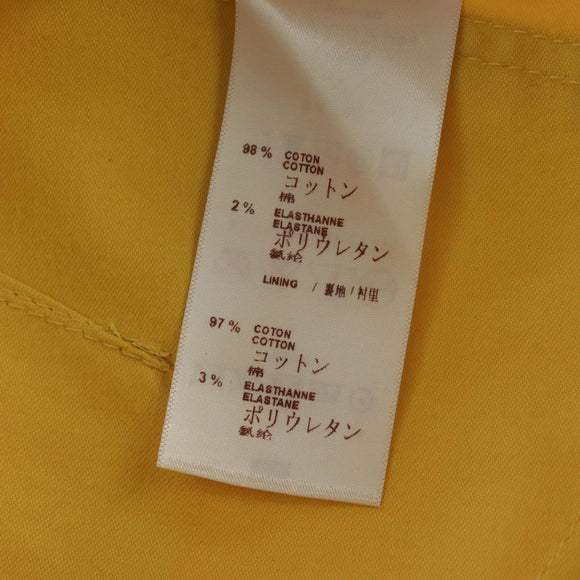 98% COTON
COTTON
コットン
棉
2% ELASTHANNE
ELASTANE
ポリウレタン
氨纶
LINING / 裏地 / 衬里
97% COTON
COTTON
コットン
棉
3% ELASTHANNE
ELASTANE
ポリウレタン
氨纶